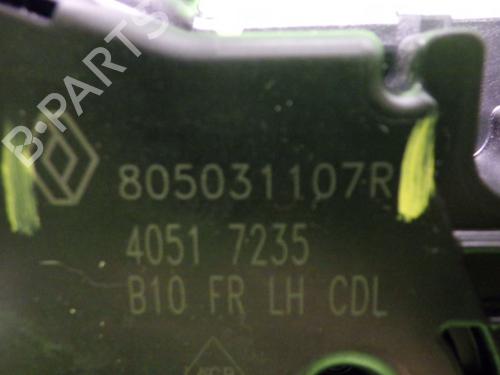 B-PARTS
805031107R
4051 7235
B10 FR LH CDL